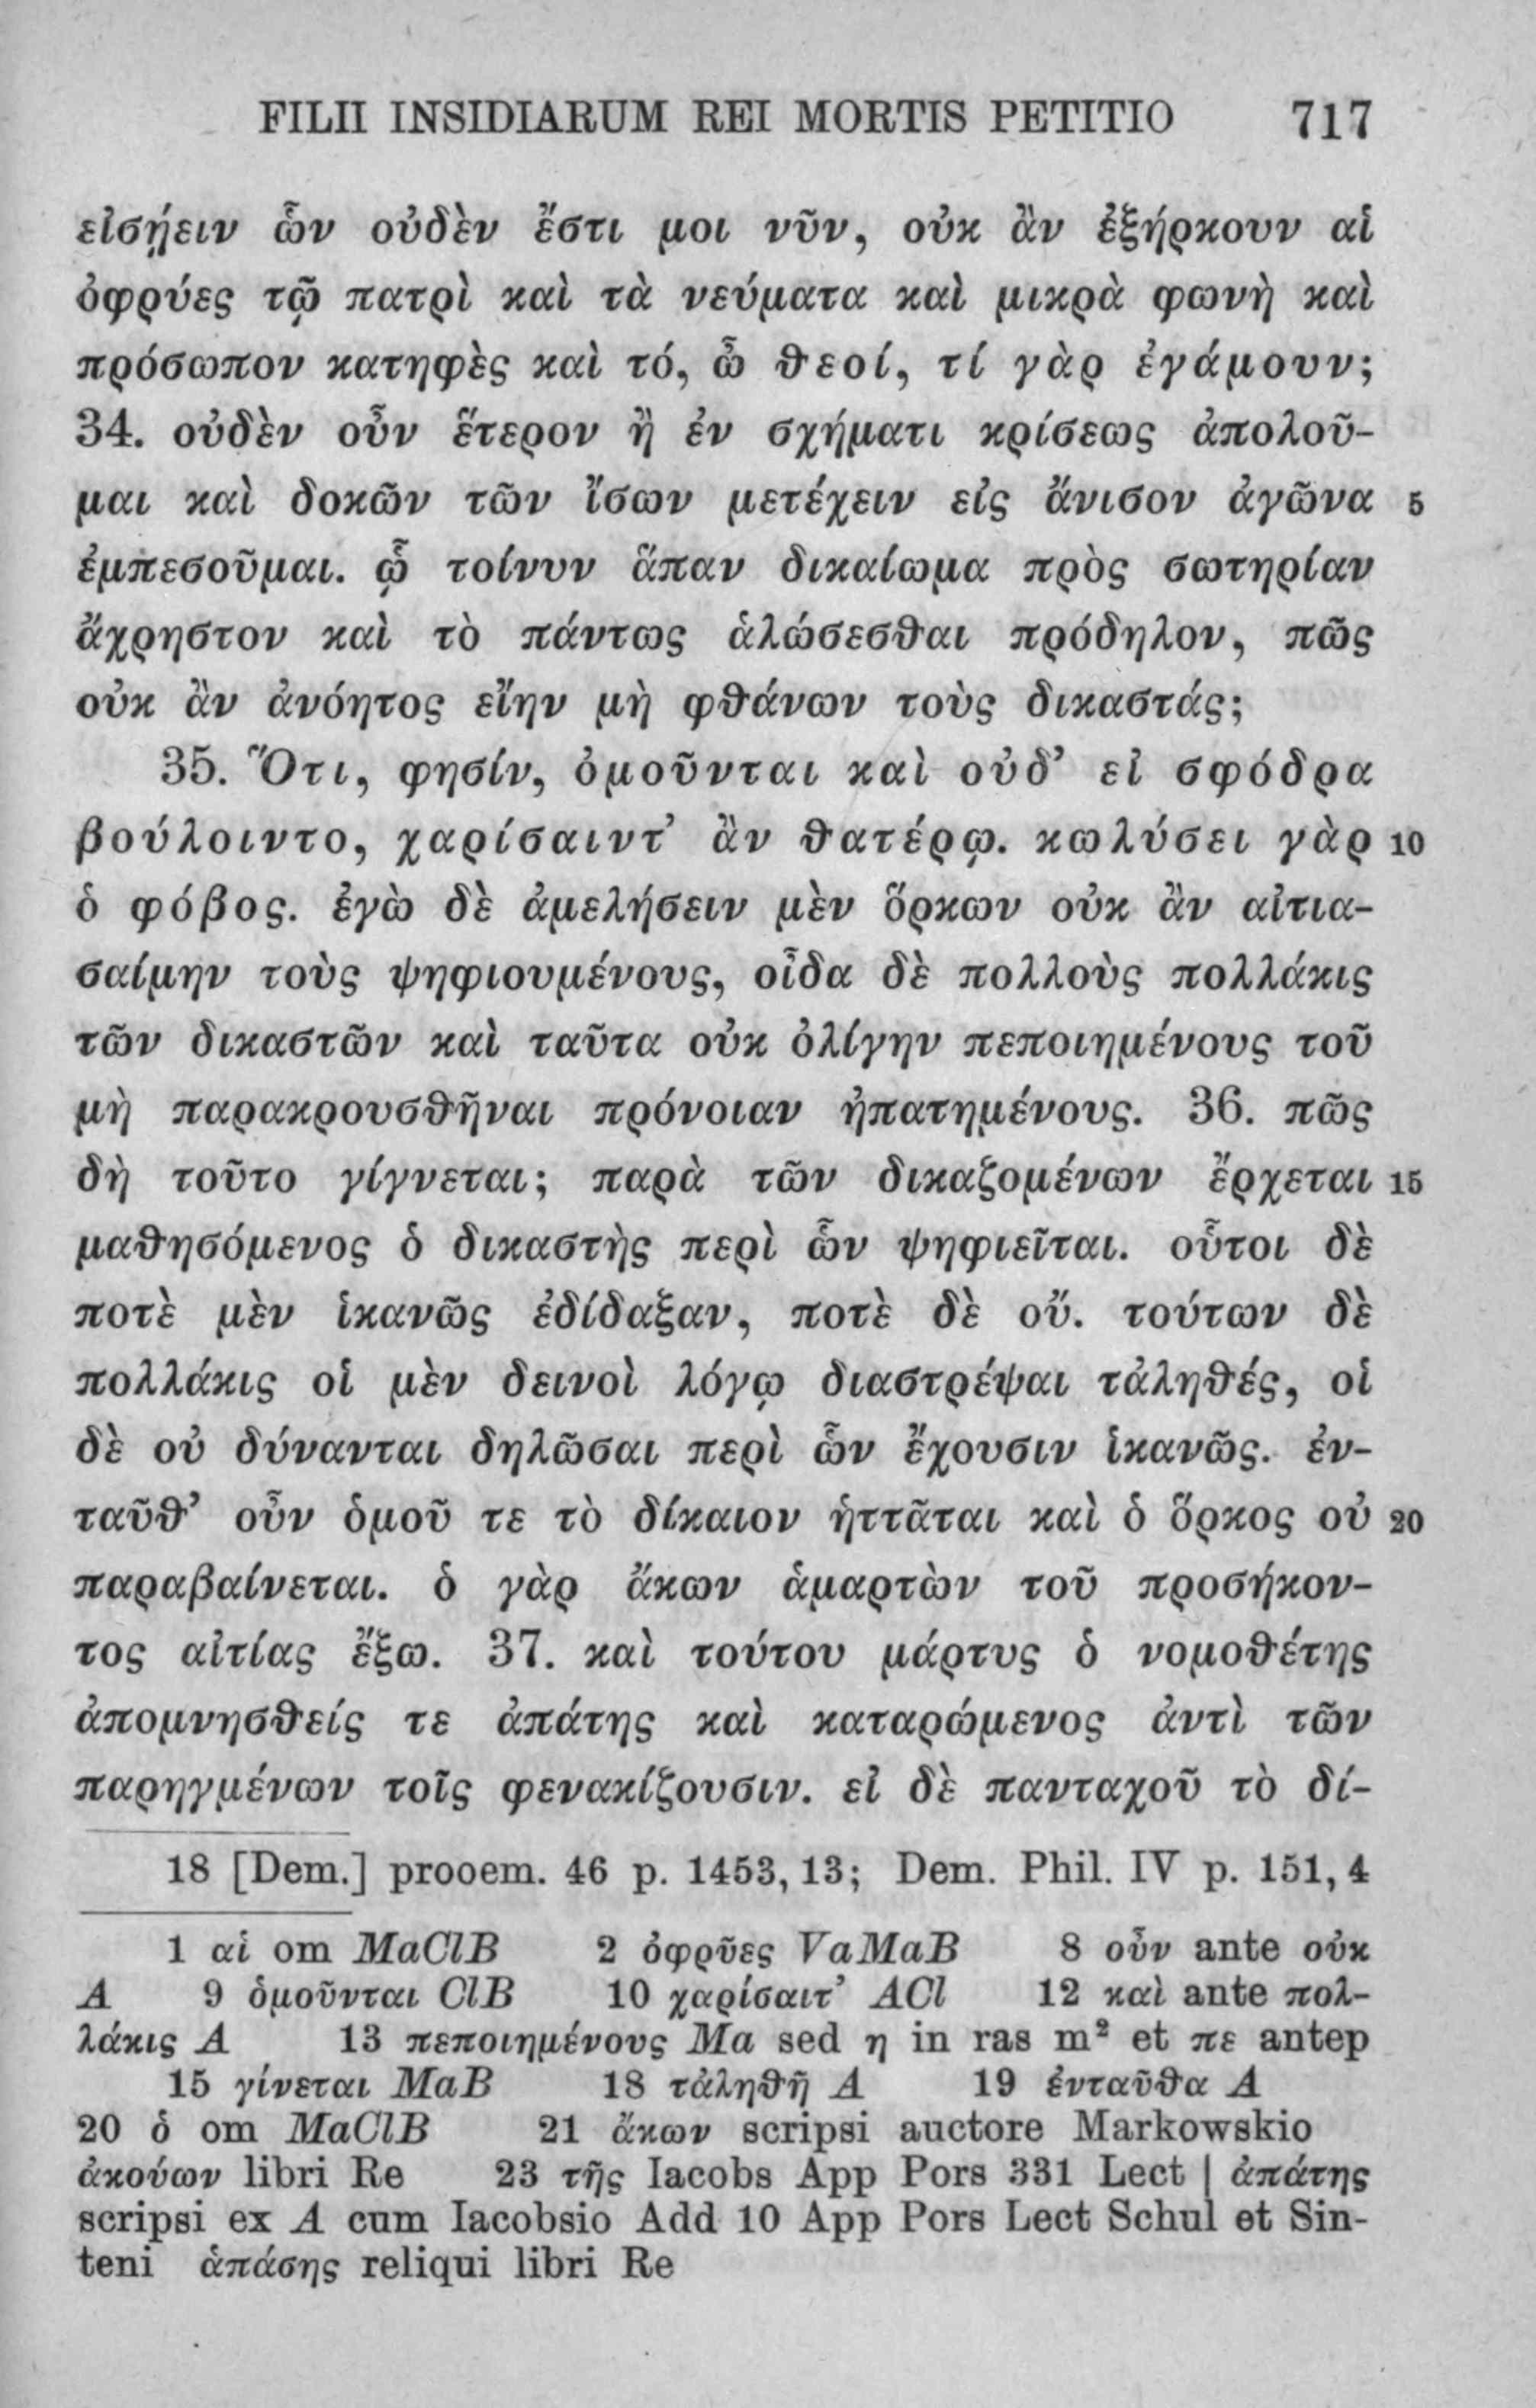 FILII INSIDIARUM REI MORTIS PETITIO 717
εἰσῄειν ὧν οὐδὲν ἔστι μοι νῦν, οὐκ ἂν ἐξήρκουν αἱ
ὀφρύες τῷ πατρὶ καὶ τὰ νεύματα καὶ μικρὰ φωνὴ καὶ
πρόσωπον κατηφὲς καὶ τό, ὦ θεοί, τί γὰρ ἐγάμουν;
34. οὐδὲν οὖν ἕτερον ἢ ἐν σχήματι κρίσεως ἀπολοῦ-
μαι καὶ δοκῶν τῶν ἴσων μετέχειν εἰς ἄνισον ἀγῶνα 5
ἐμπεσοῦμαι. ᾧ τοίνυν ἅπαν δικαίωμα πρὸς σωτηρίαν
ἄχρηστον καὶ τὸ πάντως ἁλώσεσθαι πρόδηλον, πῶς
οὐκ ἂν ἀνόητος εἴην μὴ φθάνων τοὺς δικαστάς;
35. Ὅτι, φησίν, ὀμοῦνται καὶ οὐδ’ εἰ σφόδρα
βούλοιντο, χαρίσαιντ’ ἂν θατέρῳ. κωλύσει γὰρ 10
ὁ φόβος. ἐγὼ δὲ ἀμελήσειν μὲν ὅρκων οὐκ ἂν αἰτια-
σαίμην τοὺς ψηφιουμένους, οἶδα δὲ πολλοὺς πολλάκις
τῶν δικαστῶν καὶ ταῦτα οὐκ ὀλίγην πεποιημένους τοῦ
μὴ παρακρουσθῆναι πρόνοιαν ἠπατημένους. 36. πῶς
δὴ τοῦτο γίγνεται; παρὰ τῶν δικαζομένων ἔρχεται 15
μαθησόμενος ὁ δικαστὴς περὶ ὧν ψηφιεῖται. οὗτοι δὲ
ποτὲ μὲν ἱκανῶς ἐδίδαξαν, ποτὲ δὲ οὔ. τούτων δὲ
πολλάκις οἱ μὲν δεινοὶ λόγῳ διαστρέψαι τἀληθές, οἱ
δὲ οὐ δύνανται δηλῶσαι περὶ ὧν ἔχουσιν ἱκανῶς. ἐν-
ταῦθ’ οὖν ὁμοῦ τε τὸ δίκαιον ἡττᾶται καὶ ὁ ὅρκος οὐ 20
παραβαίνεται. ὁ γὰρ ἄκων ἁμαρτὼν τοῦ προσήκον-
τος αἰτίας ἔξω. 37. καὶ τούτου μάρτυς ὁ νομοθέτης
ἀπομνησθείς τε ἀπάτης καὶ καταρώμενος ἀντὶ τῶν
παρηγμένων τοῖς φενακίζουσιν. εἰ δὲ πανταχοῦ τὸ δί-
18 [Dem.] prooem. 46 p. 1453, 13; Dem. Phil. IV p. 151, 4
1 αἱ om MaClB 2 ὀφρῦες VaMaB 8 οὖν ante οὐκ
A 9 ὁμοῦνται ClB 10 χαρίσαιτ’ ACl 12 καὶ ante πολ-
λάκις A 13 πεποιημένους Ma sed η in ras m² et πε antep
15 γίνεται MaB 18 τἀληθῆ A 19 ἐνταῦθα A
20 ὁ om MaClB 21 ἄκων scripsi auctore Markowskio
ἀκούων libri Re 23 τῆς Iacobs App Pors 331 Lect | ἀπάτης
scripsi ex A cum Iacobsio Add 10 App Pors Lect Schul et Sin-
teni ἁπάσης reliqui libri Re